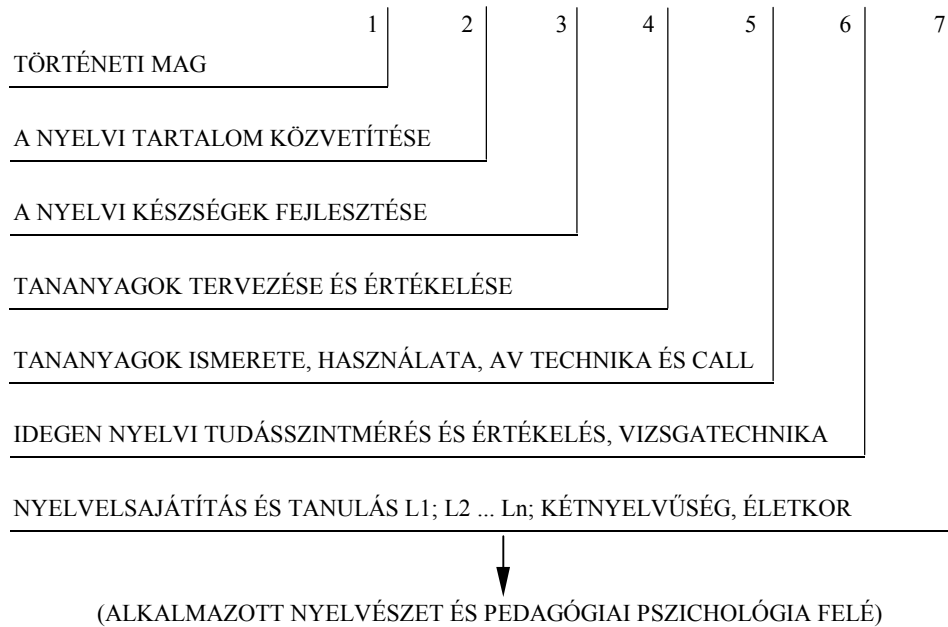 1 2 3 4 5 6 7
TÖRTÉNETI MAG
A NYELVI TARTALOM KÖZVETÍTÉSE
A NYELVI KÉSZSÉGEK FEJLESZTÉSE
TANANYAGOK TERVEZÉSE ÉS ÉRTÉKELÉSE
TANANYAGOK ISMERETE, HASZNÁLATA, AV TECHNIKA ÉS CALL
IDEGEN NYELVI TUDÁSSZINTMÉRÉS ÉS ÉRTÉKELÉS, VIZSGATECHNIKA
NYELVELSAJÁTÍTÁS ÉS TANULÁS L1; L2 ... Ln; KÉTNYELVŰSÉG, ÉLETKOR
(ALKALMAZOTT NYELVÉSZET ÉS PEDAGÓGIAI PSZICHOLÓGIA FELÉ)